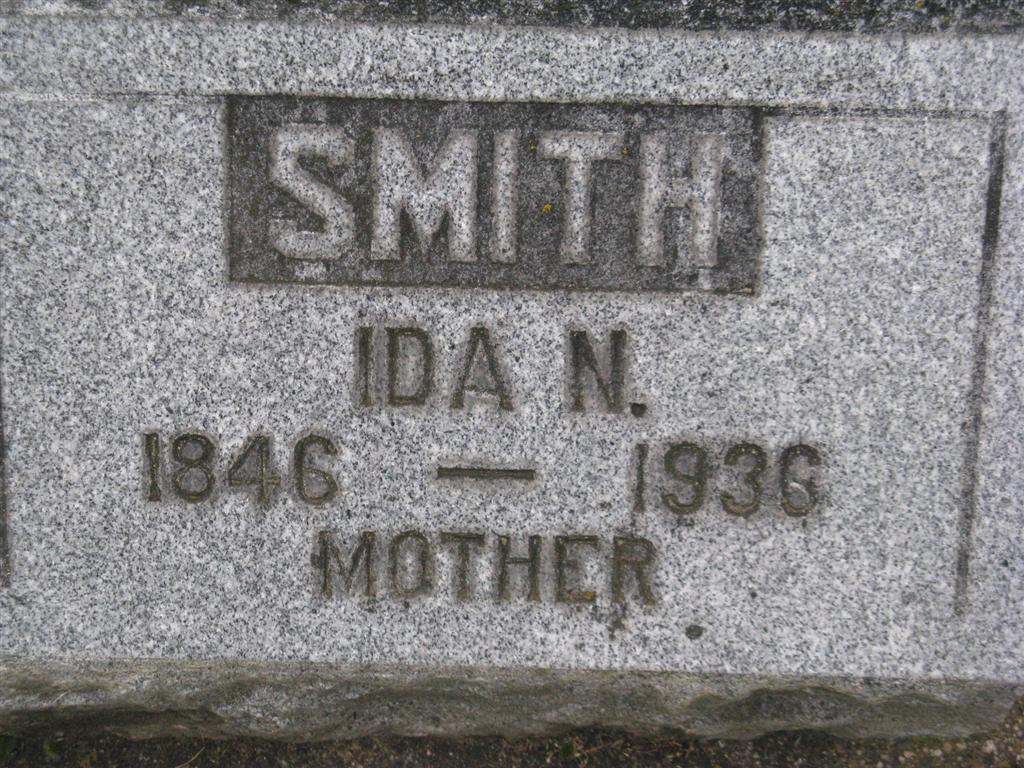 SMITH
IDA N.
1846 — 1936
MOTHER